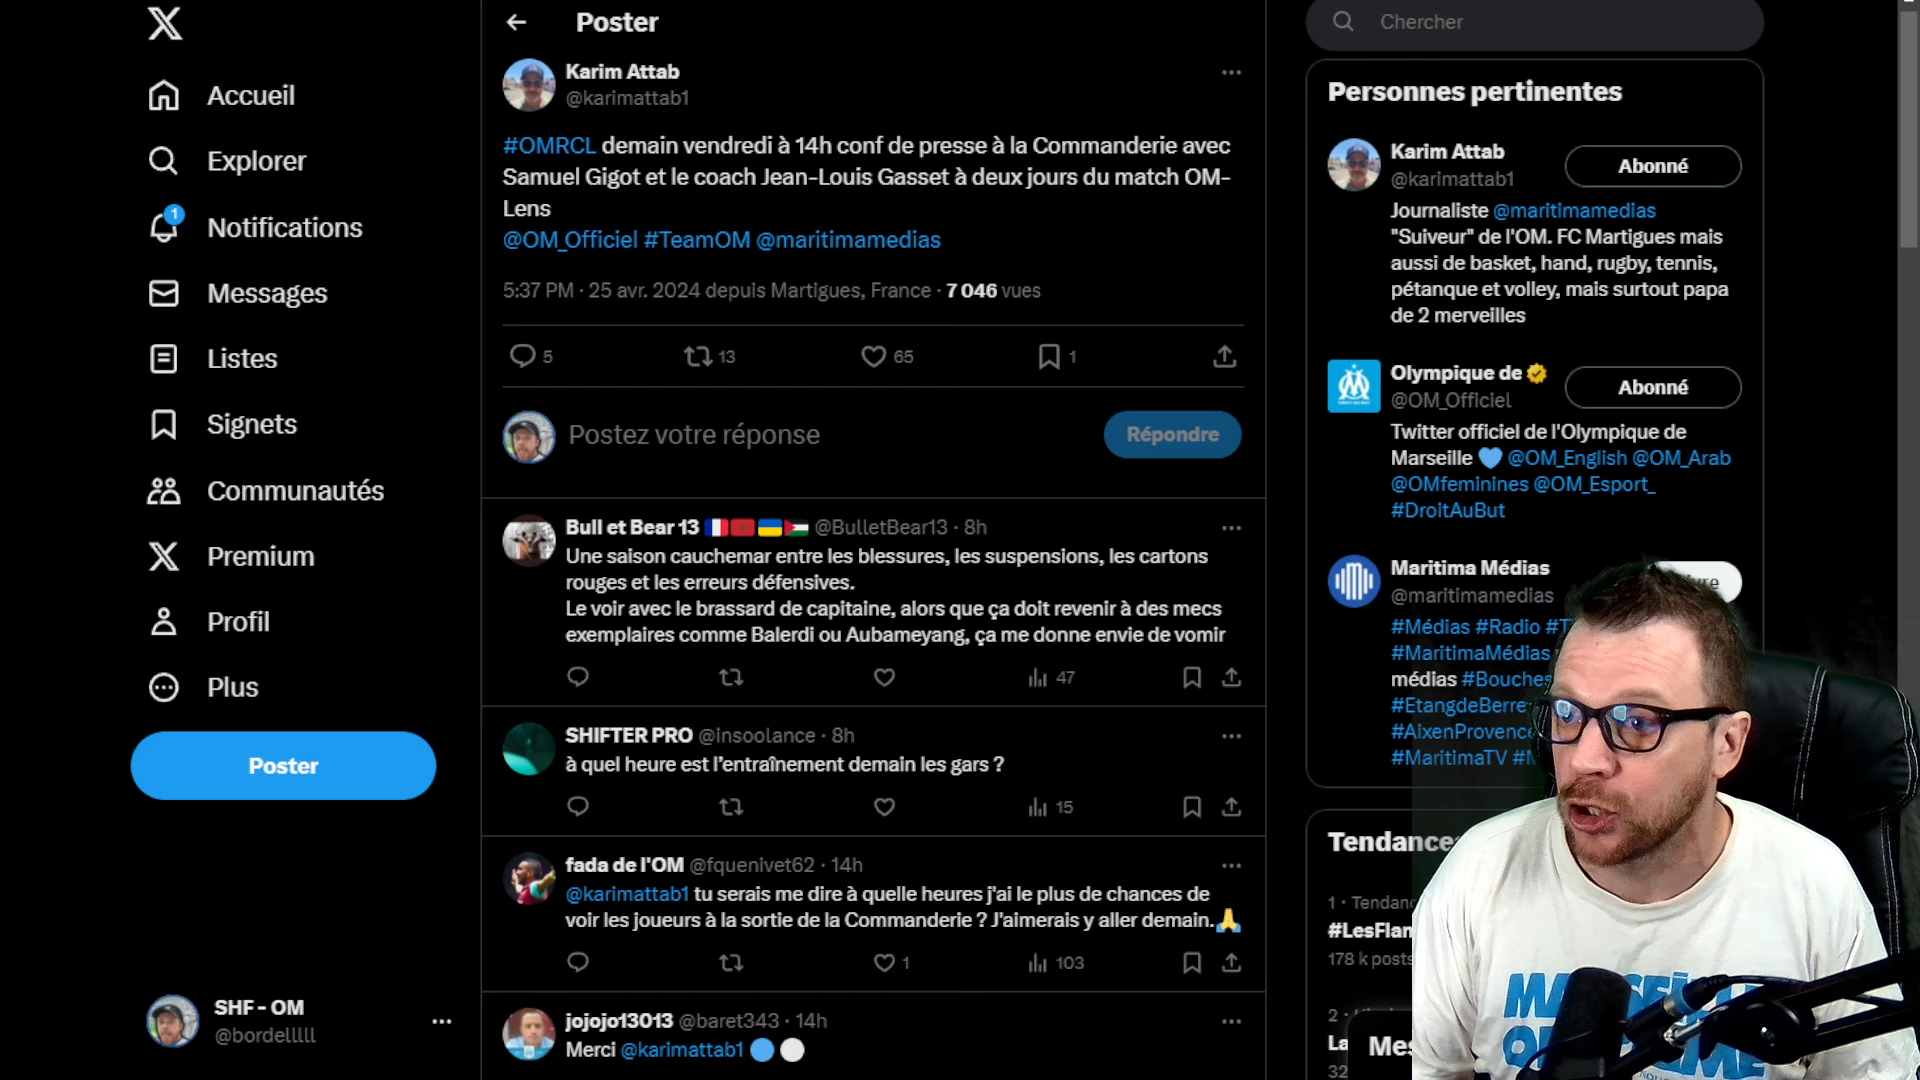 Accueil
Explorer
1
Notifications
Messages
Listes
Signets
Communautés
Premium
Profil
Plus
Poster
SHF - OM
@bordelllll
Poster
Karim Attab
@karimattab1
#OMRCL demain vendredi à 14h conf de presse à la Commanderie avec
Samuel Gigot et le coach Jean-Louis Gasset à deux jours du match OM-
Lens
@OM_Officiel #TeamOM @maritimamedias
5:37 PM · 25 avr. 2024 depuis Martigues, France · 7 046 vues
5 13 65 1
Postez votre réponse
Répondre
Bull et Bear 13 @BulletBear13 · 8h
Une saison cauchemar entre les blessures, les suspensions, les cartons
rouges et les erreurs défensives.
Le voir avec le brassard de capitaine, alors que ça doit revenir à des mecs
exemplaires comme Balerdi ou Aubameyang, ça me donne envie de vomir
47
SHIFTER PRO @insoolance · 8h
à quel heure est l'entraînement demain les gars ?
15
fada de l'OM @fquenivet62 · 14h
@karimattab1 tu serais me dire à quelle heures j'ai le plus de chances de
voir les joueurs à la sortie de la Commanderie ? J'aimerais y aller demain.🙏
1 103
jojojo13013 @baret343 · 14h
Merci @karimattab1
Chercher
Personnes pertinentes
Karim Attab
@karimattab1
Abonné
Journaliste @maritimamedias
"Suiveur" de l'OM. FC Martigues mais
aussi de basket, hand, rugby, tennis,
pétanque et volley, mais surtout papa
de 2 merveilles
Olympique de
@OM_Officiel
Abonné
Twitter officiel de l'Olympique de
Marseille 💙 @OM_English @OM_Arab
@OMfeminines @OM_Esport_
#DroitAuBut
Maritima Médias
@maritimamedias
#Médias #Radio
#MaritimaMédias
médias
#EtangdeBerre
#AixenProvence
#MaritimaTV
Tendances
1 ·
178 k posts
2 ·